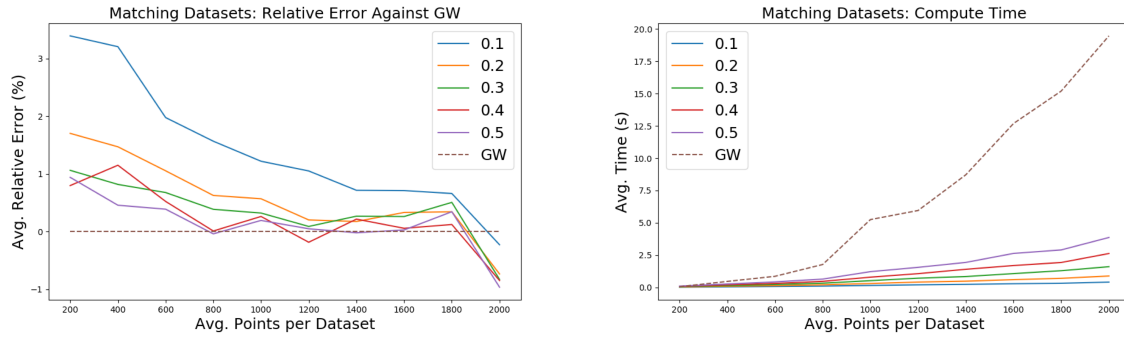 Matching Datasets: Relative Error Against GW
Avg. Relative Error (%)
3
2
1
0
−1
0.1
0.2
0.3
0.4
0.5
GW
200 400 600 800 1000 1200 1400 1600 1800 2000
Avg. Points per Dataset
Matching Datasets: Compute Time
Avg. Time (s)
20.0
17.5
15.0
12.5
10.0
7.5
5.0
2.5
0.0
0.1
0.2
0.3
0.4
0.5
GW
200 400 600 800 1000 1200 1400 1600 1800 2000
Avg. Points per Dataset